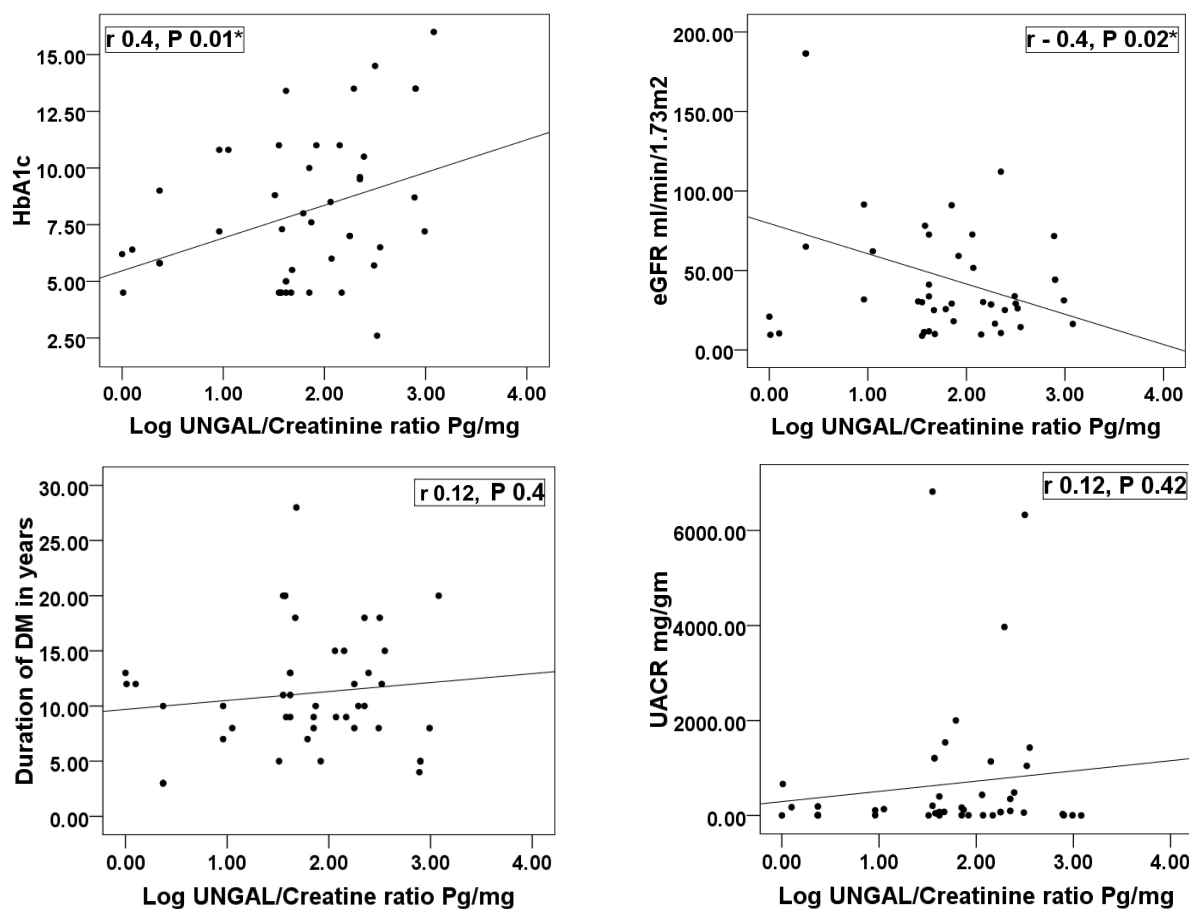 r 0.4, P 0.01*
15.00
12.50
10.00
7.50
5.00
2.50
HbA1c
0.00 1.00 2.00 3.00 4.00
Log UNGAL/Creatinine ratio Pg/mg
r - 0.4, P 0.02*
200.00
150.00
100.00
50.00
0.00
eGFR ml/min/1.73m2
0.00 1.00 2.00 3.00 4.00
Log UNGAL/Creatinine ratio Pg/mg
r 0.12, P 0.4
30.00
25.00
20.00
15.00
10.00
5.00
0.00
Duration of DM in years
0.00 1.00 2.00 3.00 4.00
Log UNGAL/Creatine ratio Pg/mg
r 0.12, P 0.42
6000.00
4000.00
2000.00
0.00
UACR mg/gm
0.00 1.00 2.00 3.00 4.00
Log UNGAL/Creatinine ratio Pg/mg